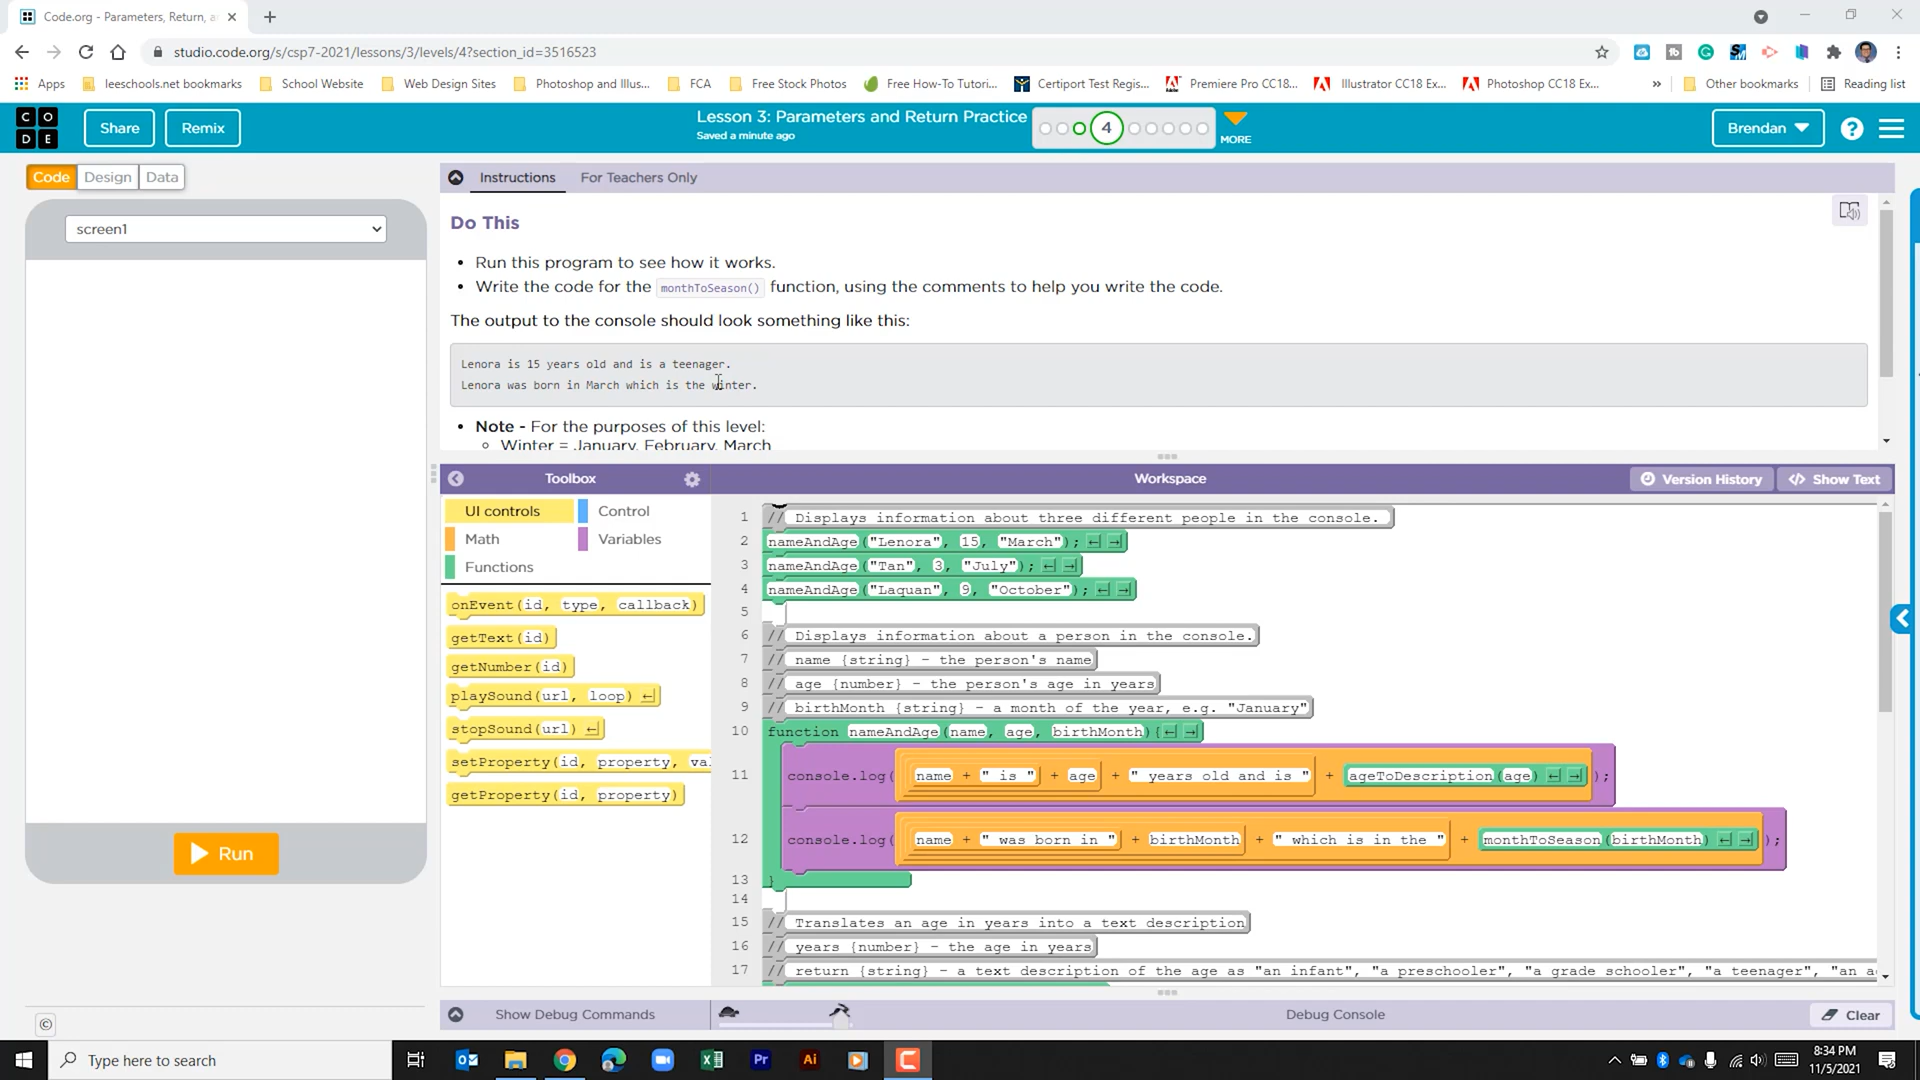 Code.org - Parameters, Return, a
studio.code.org/s/csp7-2021/lessons/3/levels/4?section_id=3516523
Apps leeschools.net bookmarks School Website Web Design Sites Photoshop and Illus... FCA Free Stock Photos Free How-To Tutori... Certiport Test Regis... Premiere Pro CC18... Illustrator CC18 Ex... Photoshop CC18 Ex... » Other bookmarks Reading list
CODE Share Remix Lesson 3: Parameters and Return Practice 4 MORE Brendan ?
Saved a minute ago
Code Design Data
Instructions For Teachers Only
screen1
Do This
• Run this program to see how it works.
• Write the code for the monthToSeason() function, using the comments to help you write the code.
The output to the console should look something like this:
Lenora is 15 years old and is a teenager.
Lenora was born in March which is the winter.
• Note - For the purposes of this level:
Winter = January, February, March
Toolbox
Workspace Version History </> Show Text
UI controls Control
Math Variables
Functions
onEvent(id, type, callback)
getText(id)
getNumber(id)
playSound(url, loop)
stopSound(url)
setProperty(id, property, va
getProperty(id, property)
1 // Displays information about three different people in the console.
2 nameAndAge("Lenora", 15, "March");
3 nameAndAge("Tan", 3, "July");
4 nameAndAge("Laquan", 9, "October");
5
6 // Displays information about a person in the console.
7 // name {string} - the person's name
8 // age {number} - the person's age in years
9 // birthMonth {string} - a month of the year, e.g. "January"
10 function nameAndAge(name, age, birthMonth){
11 console.log( name + " is " + age + " years old and is " + ageToDescription(age) );
12 console.log( name + " was born in " + birthMonth + " which is in the " + monthToSeason(birthMonth) );
13 }
14
15 // Translates an age in years into a text description
16 // years {number} - the age in years
17 // return {string} - a text description of the age as "an infant", "a preschooler", "a grade schooler", "a teenager", "an a
Run
Show Debug Commands Debug Console Clear
©
Type here to search
8:34 PM
11/5/2021